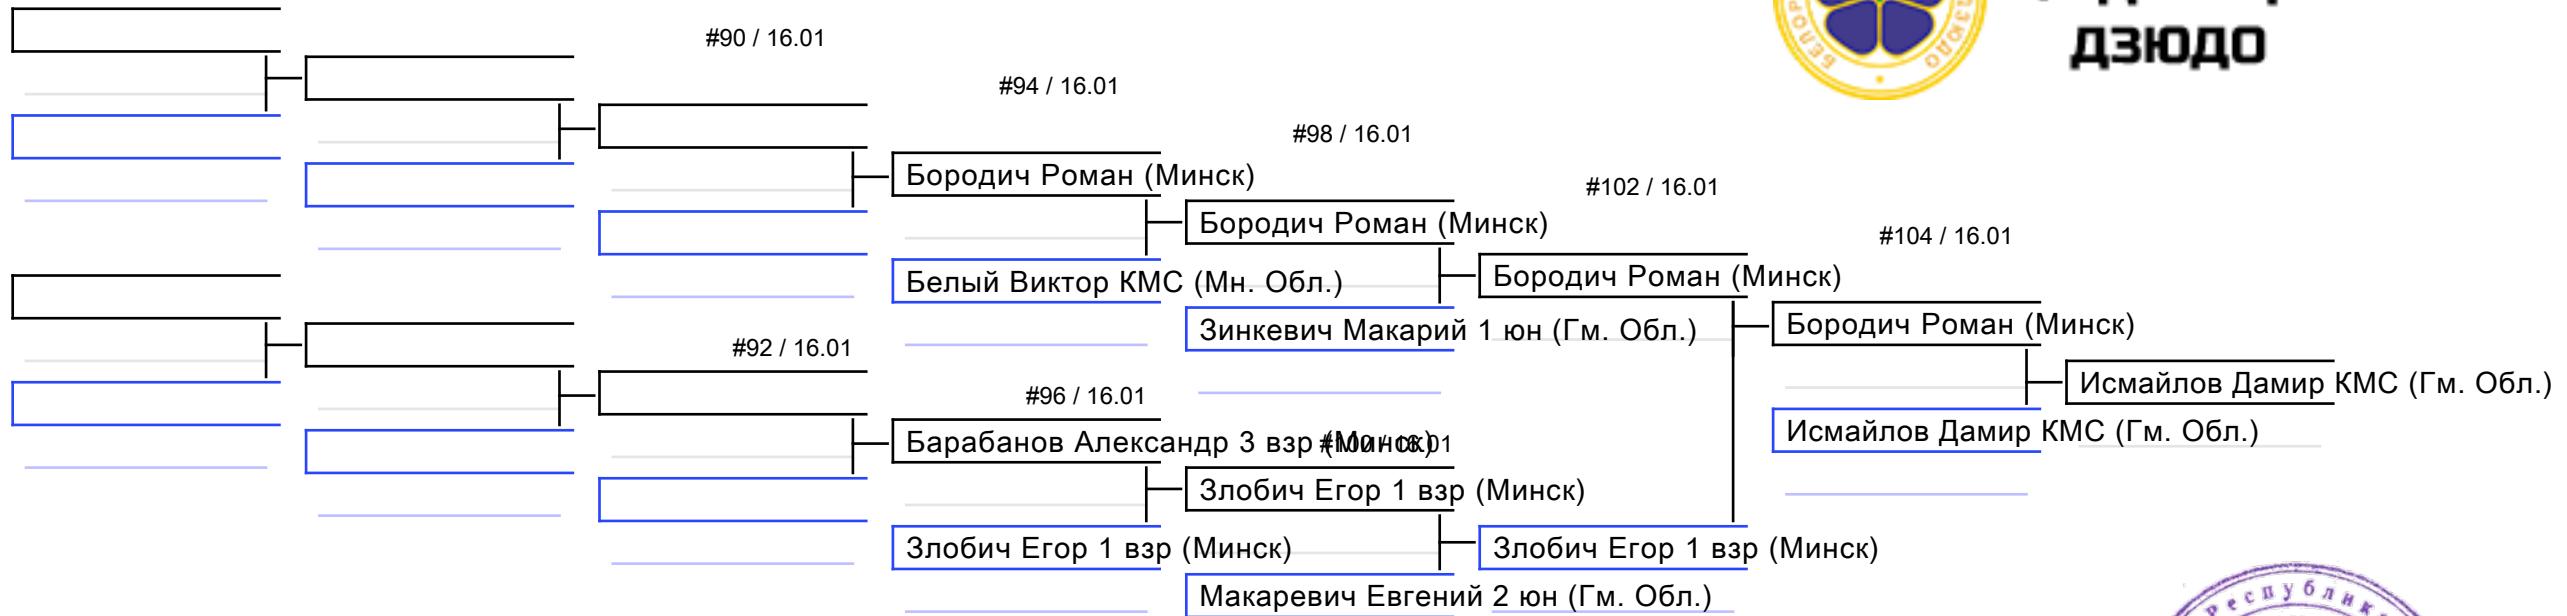 ДЗЮДО
#90 / 16.01
#94 / 16.01
#98 / 16.01
Бородич Роман (Минск)
#102 / 16.01
Бородич Роман (Минск)
#104 / 16.01
Белый Виктор КМС (Мн. Обл.)
Бородич Роман (Минск)
Зинкевич Макарий 1 юн (Гм. Обл.)
Бородич Роман (Минск)
#92 / 16.01
Исмайлов Дамир КМС (Гм. Обл.)
#96 / 16.01
Исмайлов Дамир КМС (Гм. Обл.)
Барабанов Александр 3 взр (Минск)
#100 / 16.01
Злобич Егор 1 взр (Минск)
Злобич Егор 1 взр (Минск)
Злобич Егор 1 взр (Минск)
Макаревич Евгений 2 юн (Гм. Обл.)
Республика